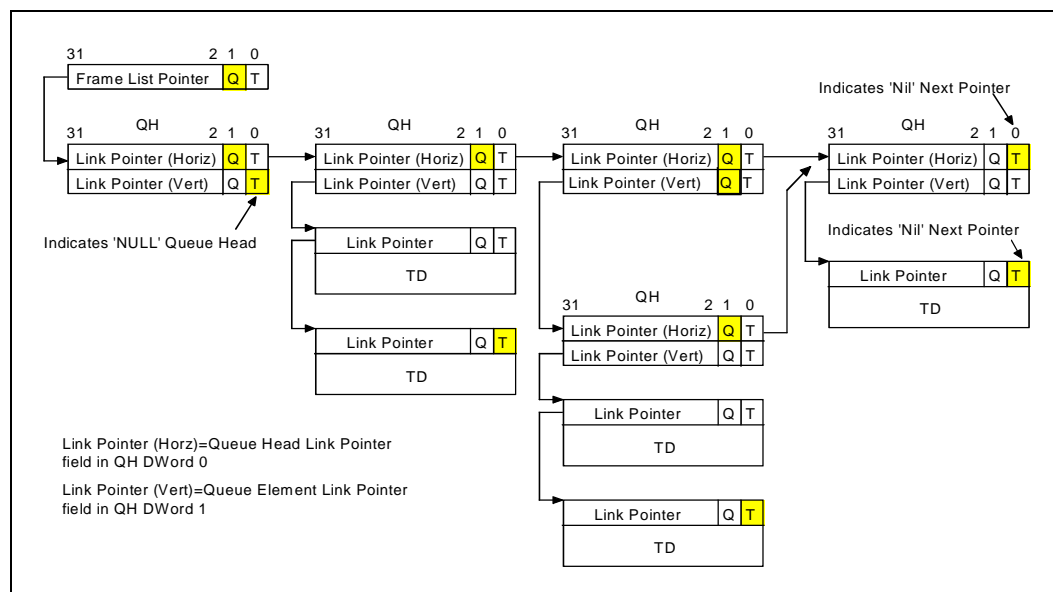 31 2 1 0
Frame List Pointer Q T
Indicates 'Nil' Next Pointer
QH
31 2 1 0
Link Pointer (Horiz) Q T
Link Pointer (Vert) Q T
Indicates 'NULL' Queue Head
QH
31 2 1 0
Link Pointer (Horiz) Q T
Link Pointer (Vert) Q T
Link Pointer Q T
TD
Link Pointer Q T
TD
QH
31 2 1 0
Link Pointer (Horiz) Q T
Link Pointer (Vert) Q T
QH
31 2 1 0
Link Pointer (Horiz) Q T
Link Pointer (Vert) Q T
Link Pointer Q T
TD
Link Pointer Q T
TD
QH
31 2 1 0
Link Pointer (Horiz) Q T
Link Pointer (Vert) Q T
Indicates 'Nil' Next Pointer
Link Pointer Q T
TD
Link Pointer (Horz)=Queue Head Link Pointer
field in QH DWord 0
Link Pointer (Vert)=Queue Element Link Pointer
field in QH DWord 1